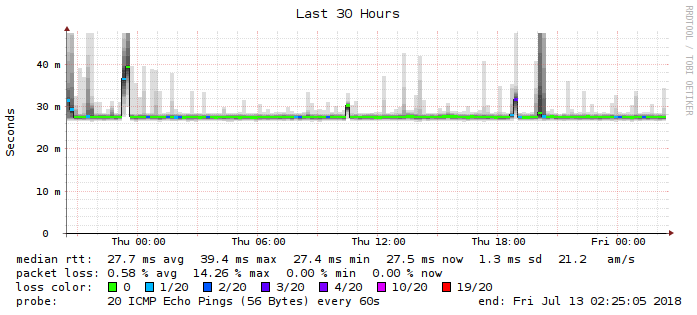 Last 30 Hours
RRDTOOL / TOBI OETIKER
Seconds
40 m
30 m
20 m
10 m
0
Thu 00:00 Thu 06:00 Thu 12:00 Thu 18:00 Fri 00:00
median rtt: 27.7 ms avg 39.4 ms max 27.4 ms min 27.5 ms now 1.3 ms sd 21.2 am/s
packet loss: 0.58 % avg 14.26 % max 0.00 % min 0.00 % now
loss color: 0 1/20 2/20 3/20 4/20 10/20 19/20
probe: 20 ICMP Echo Pings (56 Bytes) every 60s end: Fri Jul 13 02:25:05 2018